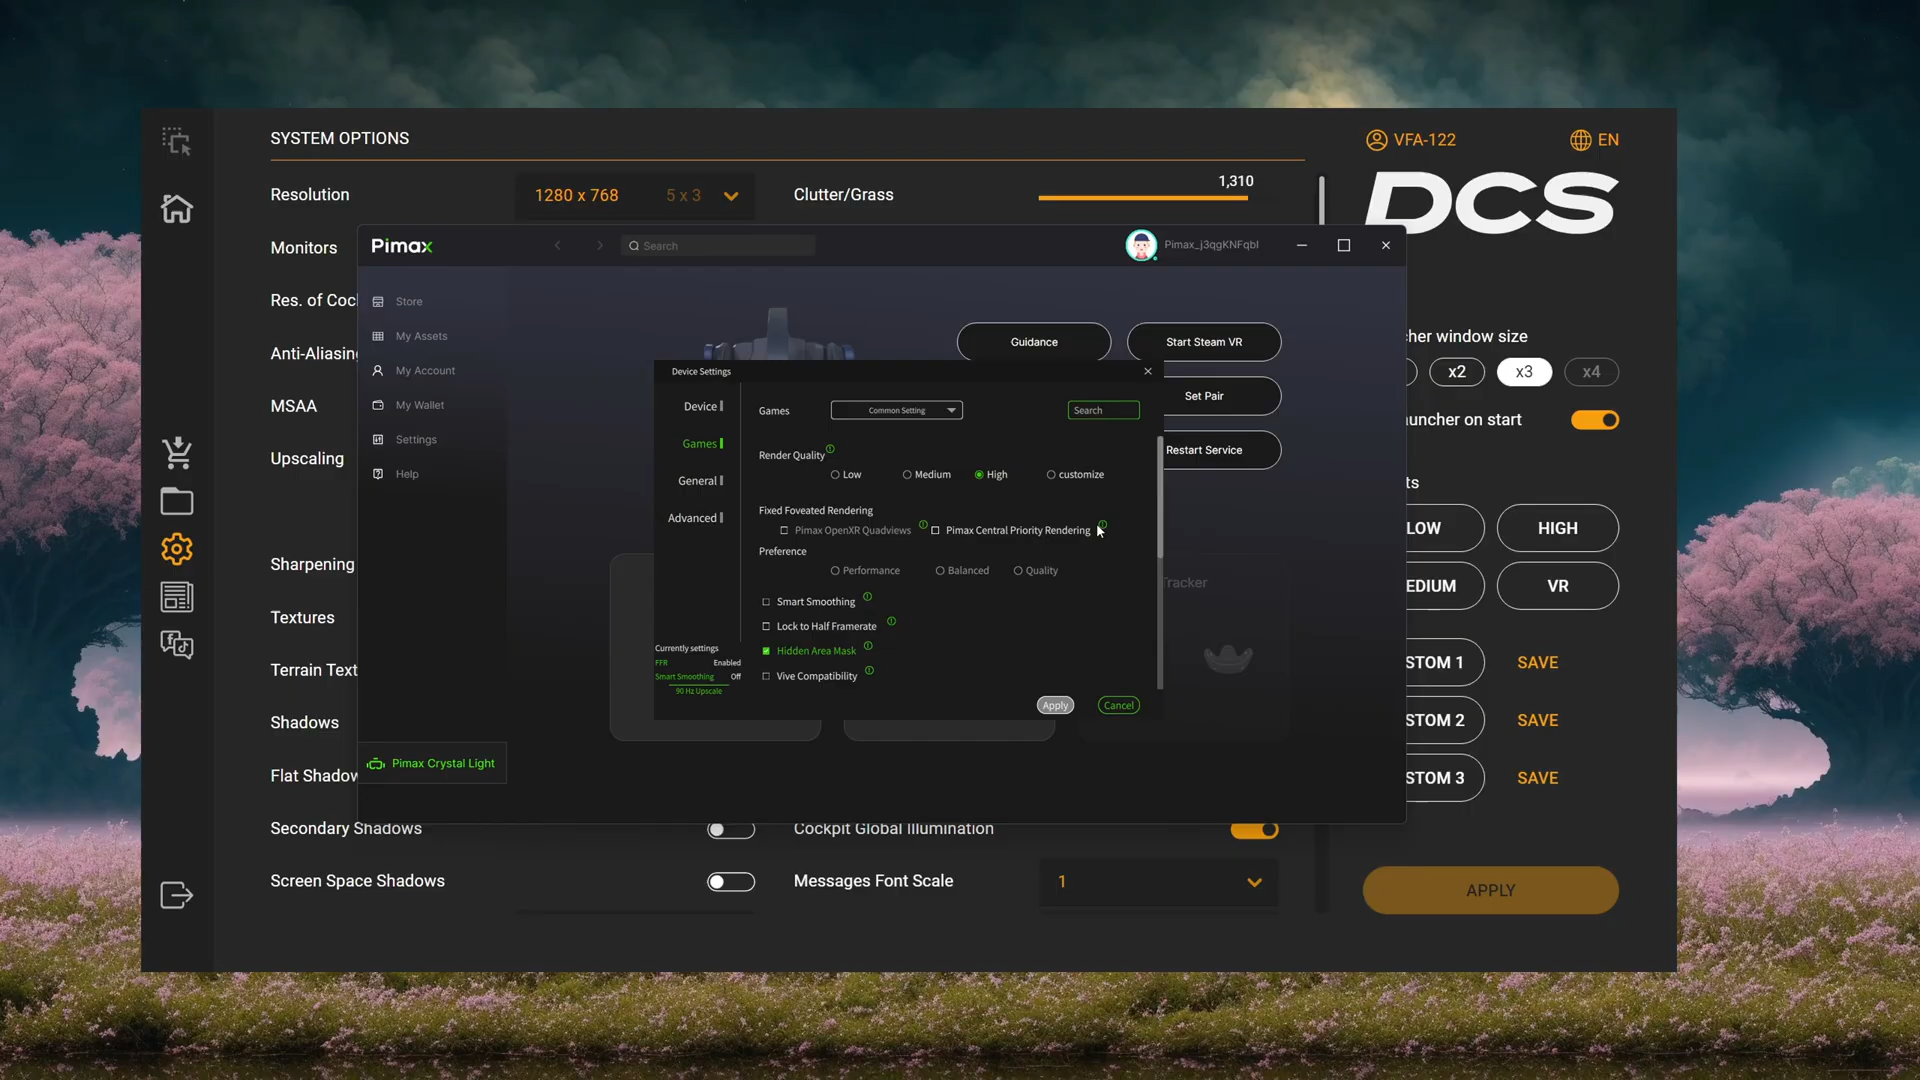 SYSTEM OPTIONS
VFA-122
EN
DCS
Resolution
1280 x 768
5 x 3
Clutter/Grass
1,310
Monitors
Res. of Coc
Anti-Aliasing
MSAA
Upscaling
Sharpening
Textures
Terrain Text
Shadows
Flat Shadow
Secondary Shadows
Cockpit Global Illumination
Screen Space Shadows
Messages Font Scale
1
Pimax
Search
Pimax_j3qgKNFqbl
Store
My Assets
My Account
My Wallet
Settings
Help
Pimax Crystal Light
Guidance
Start Steam VR
Set Pair
Restart Service
Tracker
Device Settings
Device
Games
General
Advanced
Currently settings
FFR
Enabled
Smart Smoothing
Off
90 Hz Upscale
Games
Common Setting
Search
Render Quality
Low
Medium
High
customize
Fixed Foveated Rendering
Pimax OpenXR Quadviews
Pimax Central Priority Rendering
Preference
Performance
Balanced
Quality
Smart Smoothing
Lock to Half Framerate
Hidden Area Mask
Vive Compatibility
Apply
Cancel
cher window size
x2
x3
x4
auncher on start
ts
LOW
HIGH
EDIUM
VR
STOM 1
SAVE
STOM 2
SAVE
STOM 3
SAVE
APPLY